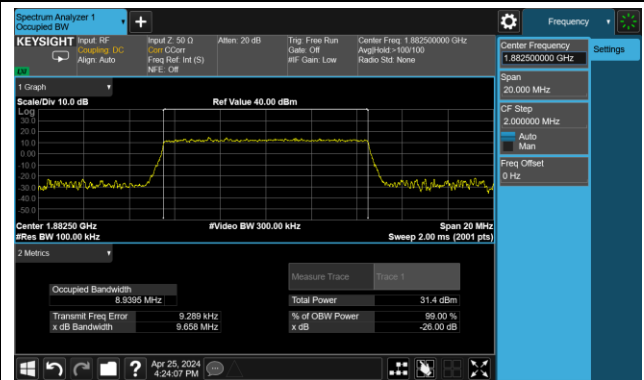 Spectrum Analyzer 1
Occupied BW
Frequency
KEYSIGHT
Input: RF
Coupling: DC
Align: Auto
Input Z: 50 Ω
Corr CCorr
Freq Ref: Int (S)
NFE: Off
Atten: 20 dB
Trig: Free Run
Gate: Off
#IF Gain: Low
Center Freq: 1.882500000 GHz
Avg|Hold:>100/100
Radio Std: None
Center Frequency
1.882500000 GHz
Settings
Span
20.000 MHz
CF Step
2.000000 MHz
Auto
Man
Freq Offset
0 Hz
1 Graph
Scale/Div 10.0 dB
Ref Value 40.00 dBm
Log
30.0
20.0
10.0
0.00
-10.0
-20.0
-30.0
-40.0
-50.0
Center 1.88250 GHz
#Video BW 300.00 kHz
Span 20 MHz
#Res BW 100.00 kHz
Sweep 2.00 ms (2001 pts)
2 Metrics
Measure Trace
Trace 1
Occupied Bandwidth
8.9395 MHz
Total Power
31.4 dBm
Transmit Freq Error
9.289 kHz
% of OBW Power
99.00 %
x dB Bandwidth
9.658 MHz
x dB
-26.00 dB
Apr 25, 2024
4:24:07 PM